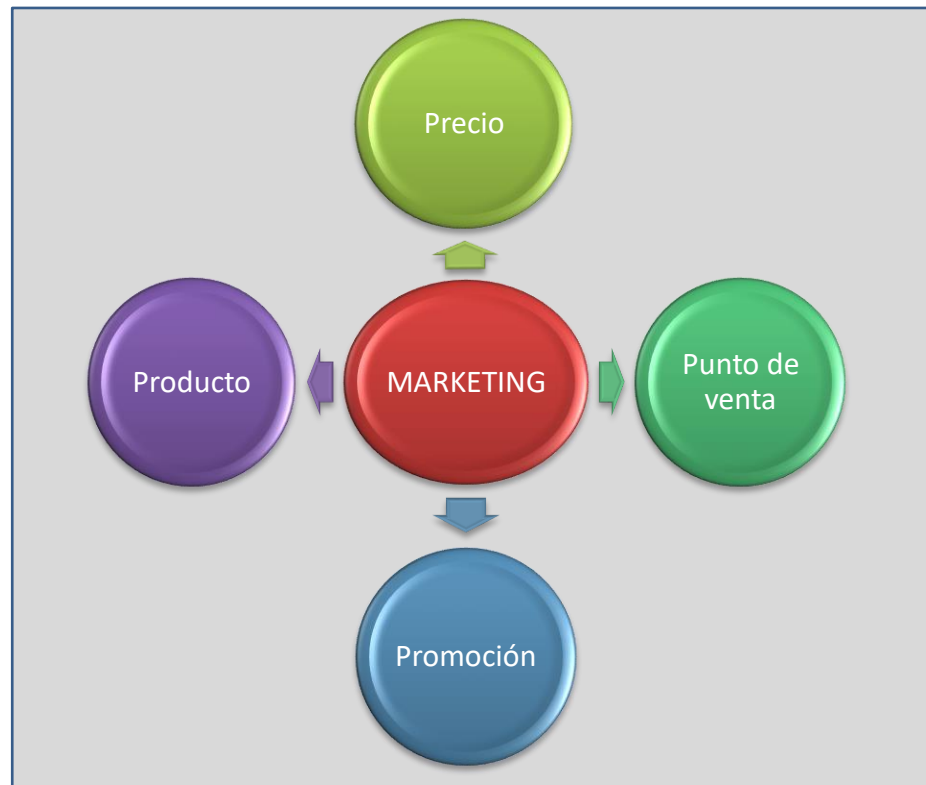 Precio
Producto
MARKETING
Punto de
venta
Promoción